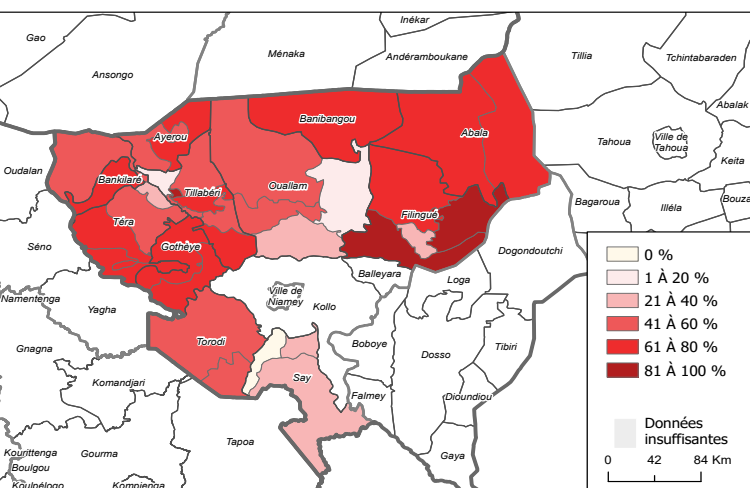 Inékar
Gao
Ménaka
Andéramboukane
Tillia
Tchintabaraden
Ansongo
Abalak
Banibangou
Ayerou
Abala
Tahoua
Ville de
Tahoua
Keita
Oudalan
Bankilaré
Tillabéri
Ouallam
Bagaroua
Illéla
Bouza
Téra
Filingué
Séno
Gothèye
Dogondoutchi
Balleyara
Loga
Namentenga
Yagha
Ville de
Niamey
Kollo
Gnagna
Torodi
Boboye
Dosso
Tibiri
Komandjari
Say
Falmey
Dioundiou
Kourittenga
Gourma
Tapoa
Gaya
Boulgou
Koulpélogo
Kompienga
0 %
1 À 20 %
21 À 40 %
41 À 60 %
61 À 80 %
81 À 100 %
Données
insuffisantes
0 42 84 Km